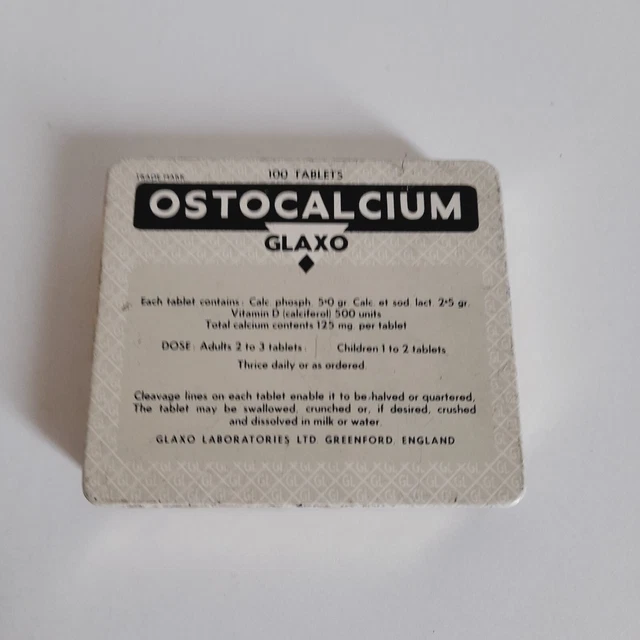 TRADE MARK
100 TABLETS
OSTOCALCIUM
GLAXO
Each tablet contains: Calc. phosph. 5·0 gr. Calc. et sod. lact. 2·5 gr.
Vitamin D (calciferol) 500 units
Total calcium contents 125 mg. per tablet
DOSE: Adults 2 to 3 tablets. Children 1 to 2 tablets
Thrice daily or as ordered.
Cleavage lines on each tablet enable it to be halved or quartered.
The tablet may be swallowed, crunched or, if desired, crushed
and dissolved in milk or water.
GLAXO LABORATORIES LTD. GREENFORD. ENGLAND